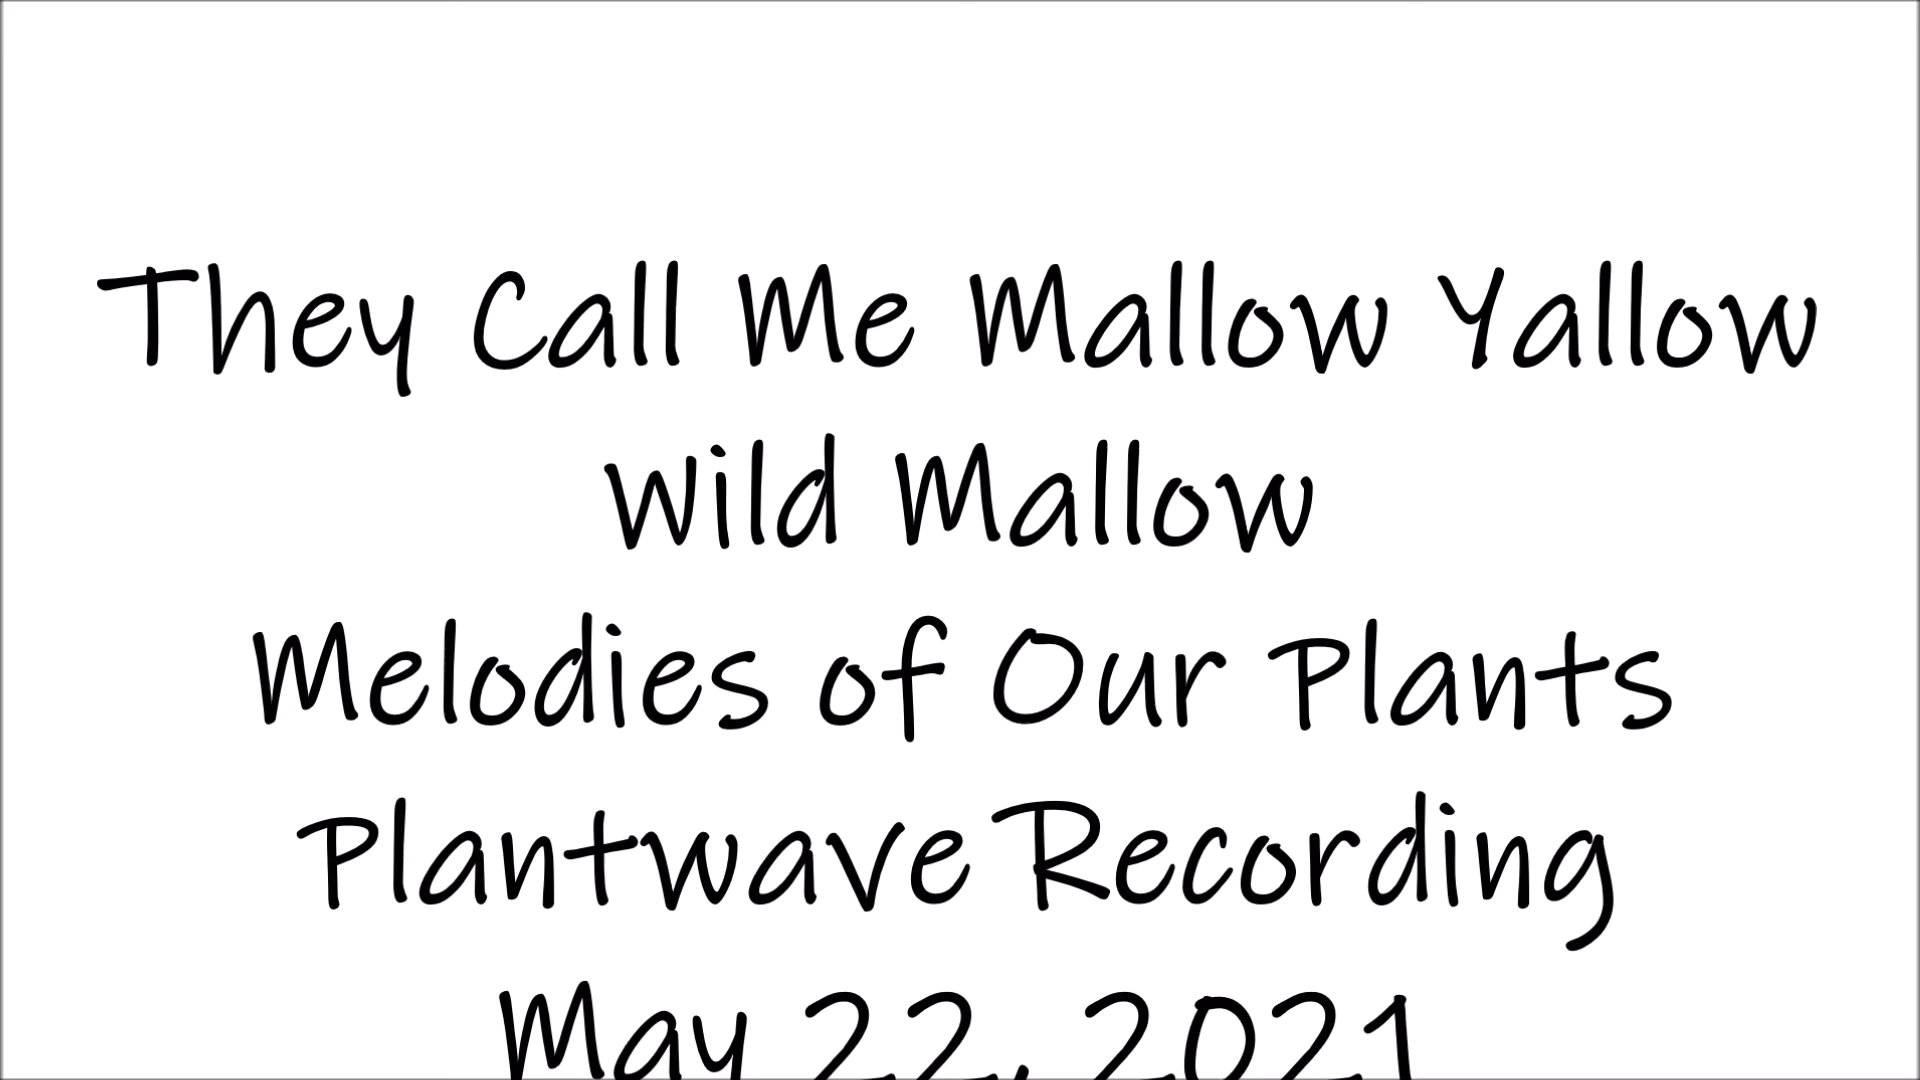 They Call Me Mallow Yallow
Wild Mallow
Melodies of Our Plants
Plantwave Recording
May 22, 2021